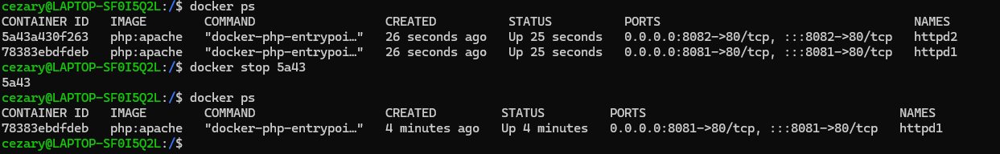 cezary@LAPTOP-SF0I5Q2L:/$ docker ps
CONTAINER ID   IMAGE        COMMAND                  CREATED          STATUS          PORTS                                   NAMES
5a43a430f263   php:apache   "docker-php-entrypoi…"   26 seconds ago   Up 25 seconds   0.0.0.0:8082->80/tcp, :::8082->80/tcp   httpd2
78383ebdfdeb   php:apache   "docker-php-entrypoi…"   26 seconds ago   Up 25 seconds   0.0.0.0:8081->80/tcp, :::8081->80/tcp   httpd1
cezary@LAPTOP-SF0I5Q2L:/$ docker stop 5a43
5a43
cezary@LAPTOP-SF0I5Q2L:/$ docker ps
CONTAINER ID   IMAGE        COMMAND                  CREATED         STATUS         PORTS                                   NAMES
78383ebdfdeb   php:apache   "docker-php-entrypoi…"   4 minutes ago   Up 4 minutes   0.0.0.0:8081->80/tcp, :::8081->80/tcp   httpd1
cezary@LAPTOP-SF0I5Q2L:/$